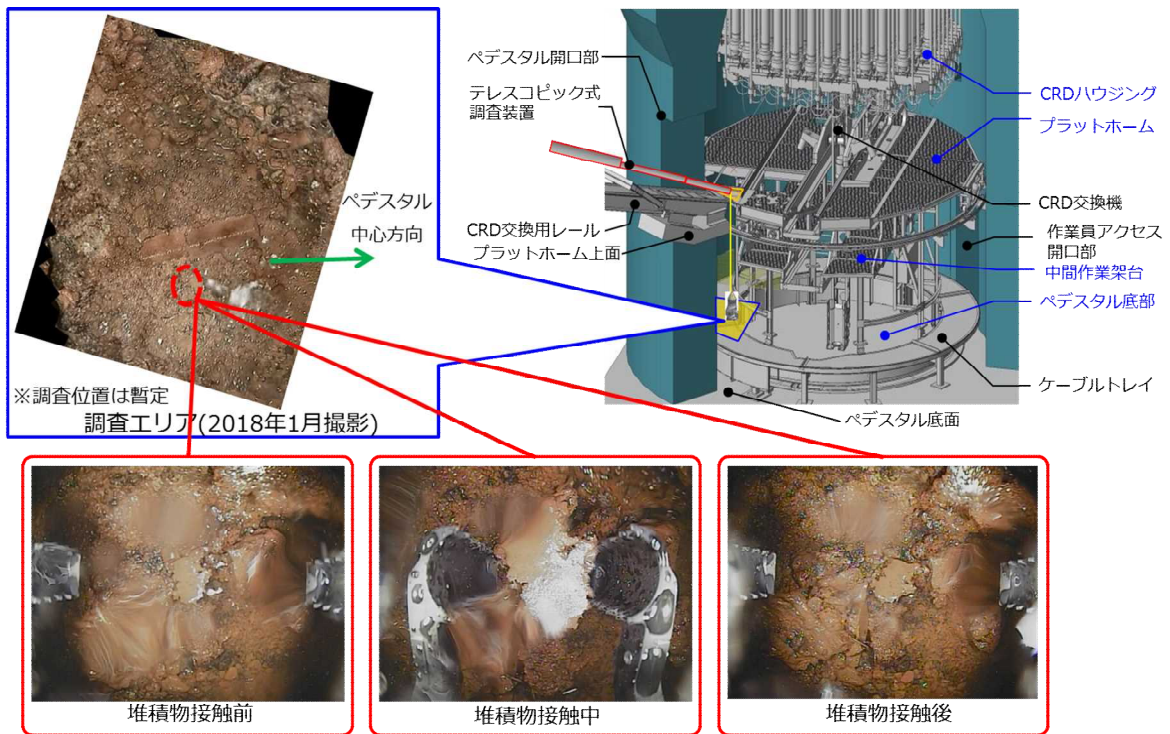 ペデスタル
中心方向
※調査位置は暫定
調査エリア(2018年1月撮影)
ペデスタル開口部
テレスコピック式
調査装置
CRD交換用レール
プラットホーム上面
CRDハウジング
プラットホーム
CRD交換機
作業員アクセス
開口部
中間作業架台
ペデスタル底部
ケーブルトレイ
ペデスタル底面
堆積物接触前
堆積物接触中
堆積物接触後